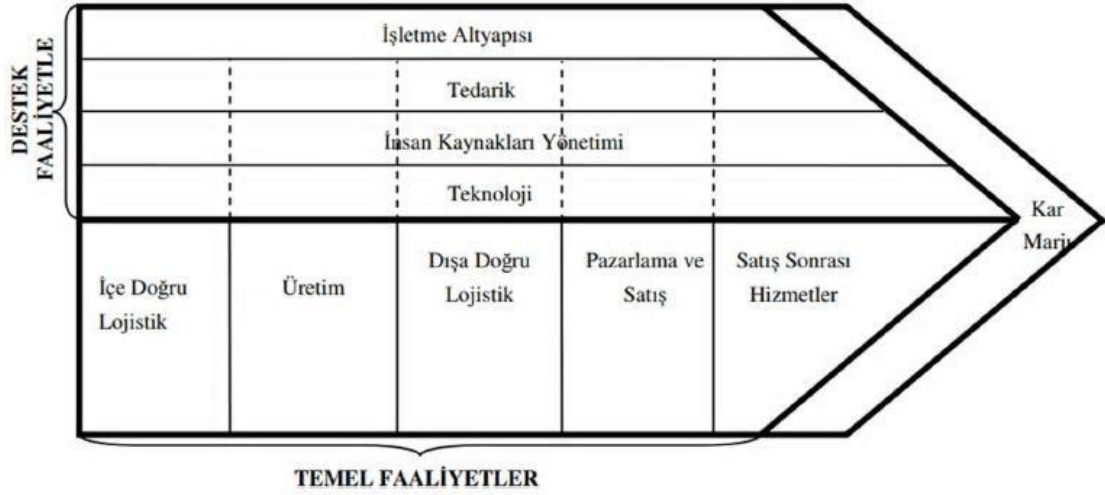 DESTEK
FAALİYETLE
İşletme Altyapısı
Tedarik
İnsan Kaynakları Yönetimi
Teknoloji
Kar
Marjı
İçe Doğru
Lojistik
Üretim
Dışa Doğru
Lojistik
Pazarlama ve
Satış
Satış Sonrası
Hizmetler
TEMEL FAALİYETLER